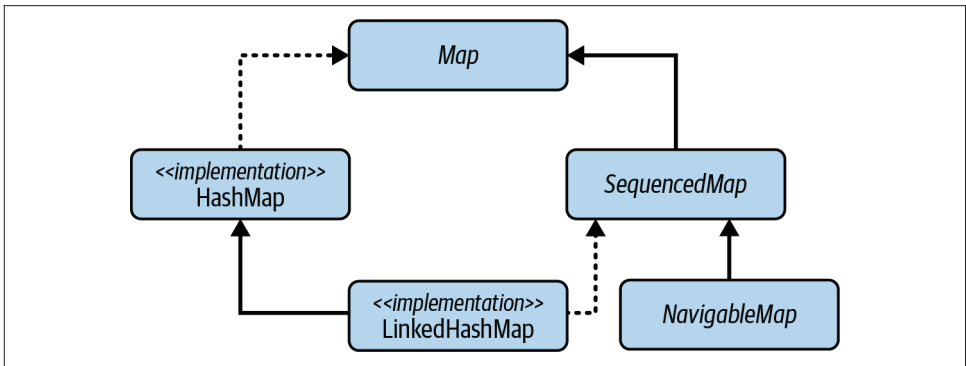 Map
<<implementation>>
HashMap
SequencedMap
<<implementation>>
LinkedHashMap
NavigableMap